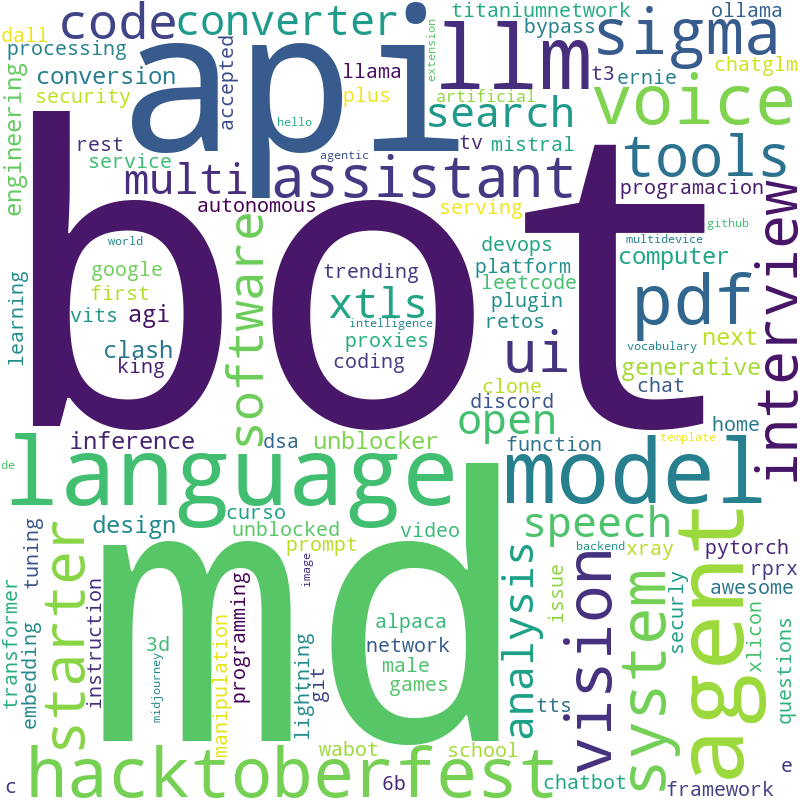 dall
code
converter
titaniumnetwork
ollama
processing
api
llm
bypass
sigma
extension
accepted
conversion
llama
t3
ernie
chatglm
security
plus
artificial
voice
engineering
hello
search
rest
agentic
tv
mistral
tools
service
multi
assistant
programacion
autonomous
serving
interview
bot
world
software
github
devops
multidevice
google
trending
platform
computer
learning
first
xtls
leetcode
pdf
vits
agi
intelligence
plugin
retos
clash
proxies
ui
vocabulary
next
king
coding
generative
clone
chat
discord
inference
dsa
unblocker
open
home
language
function
template
de
model
curso
design
unblocked
video
speech
prompt
backend
xray
pytorch
tuning
starter
md
image
analysis
issue
vision
system
securly
agent
rprx
awesome
transformer
embedding
instruction
3d
midjourney
manipulation
programming
lightning
git
alpaca
network
male
games
xlicon
questions
tts
wabot
school
hacktoberfest
6b
chatbot
framework
c
e